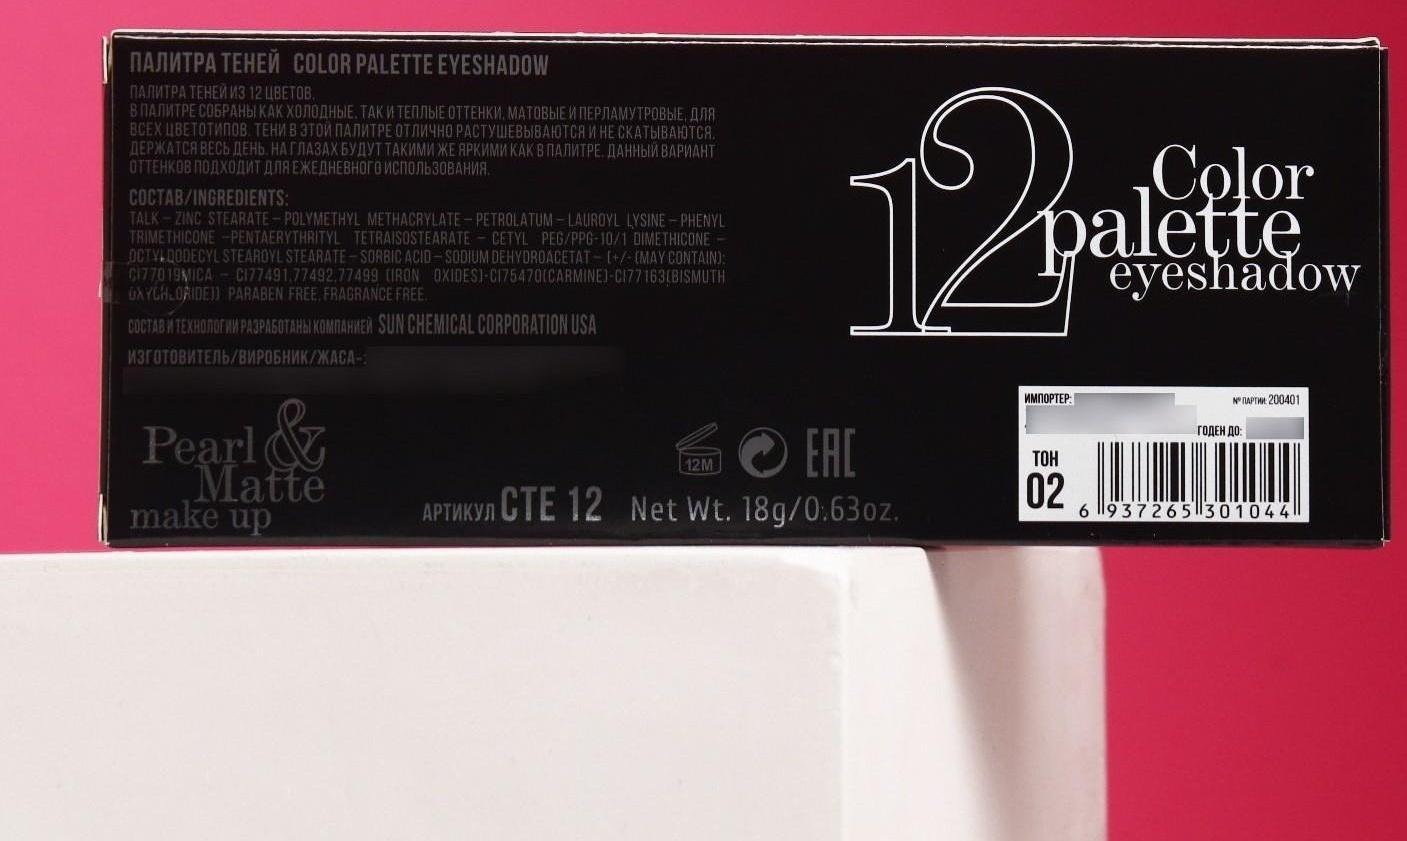 ПАЛИТРА ТЕНЕЙ COLOR PALETTE EYESHADOW
ПАЛИТРА ТЕНЕЙ ИЗ 12 ЦВЕТОВ.
В ПАЛИТРЕ СОБРАНЫ КАК ХОЛОДНЫЕ, ТАК И ТЕПЛЫЕ ОТТЕНКИ, МАТОВЫЕ И ПЕРЛАМУТРОВЫЕ, ДЛЯ
ВСЕХ ЦВЕТОТИПОВ. ТЕНИ В ЭТОЙ ПАЛИТРЕ ОТЛИЧНО РАСТУШЕВЫВАЮТСЯ И НЕ СКАТЫВАЮТСЯ.
ДЕРЖАТСЯ ВЕСЬ ДЕНЬ. НА ГЛАЗАХ БУДУТ ТАКИМИ ЖЕ ЯРКИМИ КАК В ПАЛИТРЕ. ДАННЫЙ ВАРИАНТ
ОТТЕНКОВ ПОДХОДИТ ДЛЯ ЕЖЕДНЕВНОГО ИСПОЛЬЗОВАНИЯ.
СОСТАВ/INGREDIENTS:
TALK – ZINC STEARATE – POLYMETHYL METHACRYLATE – PETROLATUM – LAUROYL LYSINE – PHENYL
TRIMETHICONE –PENTAERYTHRITYL TETRAISOSTEARATE – CETYL PEG/PPG-10/1 DIMETHICONE –
OCTYLDODECYL STEAROYL STEARATE – SORBIC ACID – SODIUM DEHYDROACETAT – (+/- (MAY CONTAIN):
CI77019MICA – CI77491,77492,77499 (IRON OXIDES)-CI75470(CARMINE)-CI77163(BISMUTH
OXYCHLORIDE)) PARABEN FREE, FRAGRANCE FREE.
СОСТАВ И ТЕХНОЛОГИИ РАЗРАБОТАНЫ КОМПАНИЕЙ SUN CHEMICAL CORPORATION USA
ИЗГОТОВИТЕЛЬ/ВИРОБНИК/ЖАСА-:
Pearl &
Matte
make up
12M
EAC
АРТИКУЛ CTE 12 Net Wt. 18g/0.63oz.
12
Color
palette
eyeshadow
ИМПОРТЕР:
№ ПАРТИИ: 200401
ГОДЕН ДО:
ТОН
02
6 937265 301044